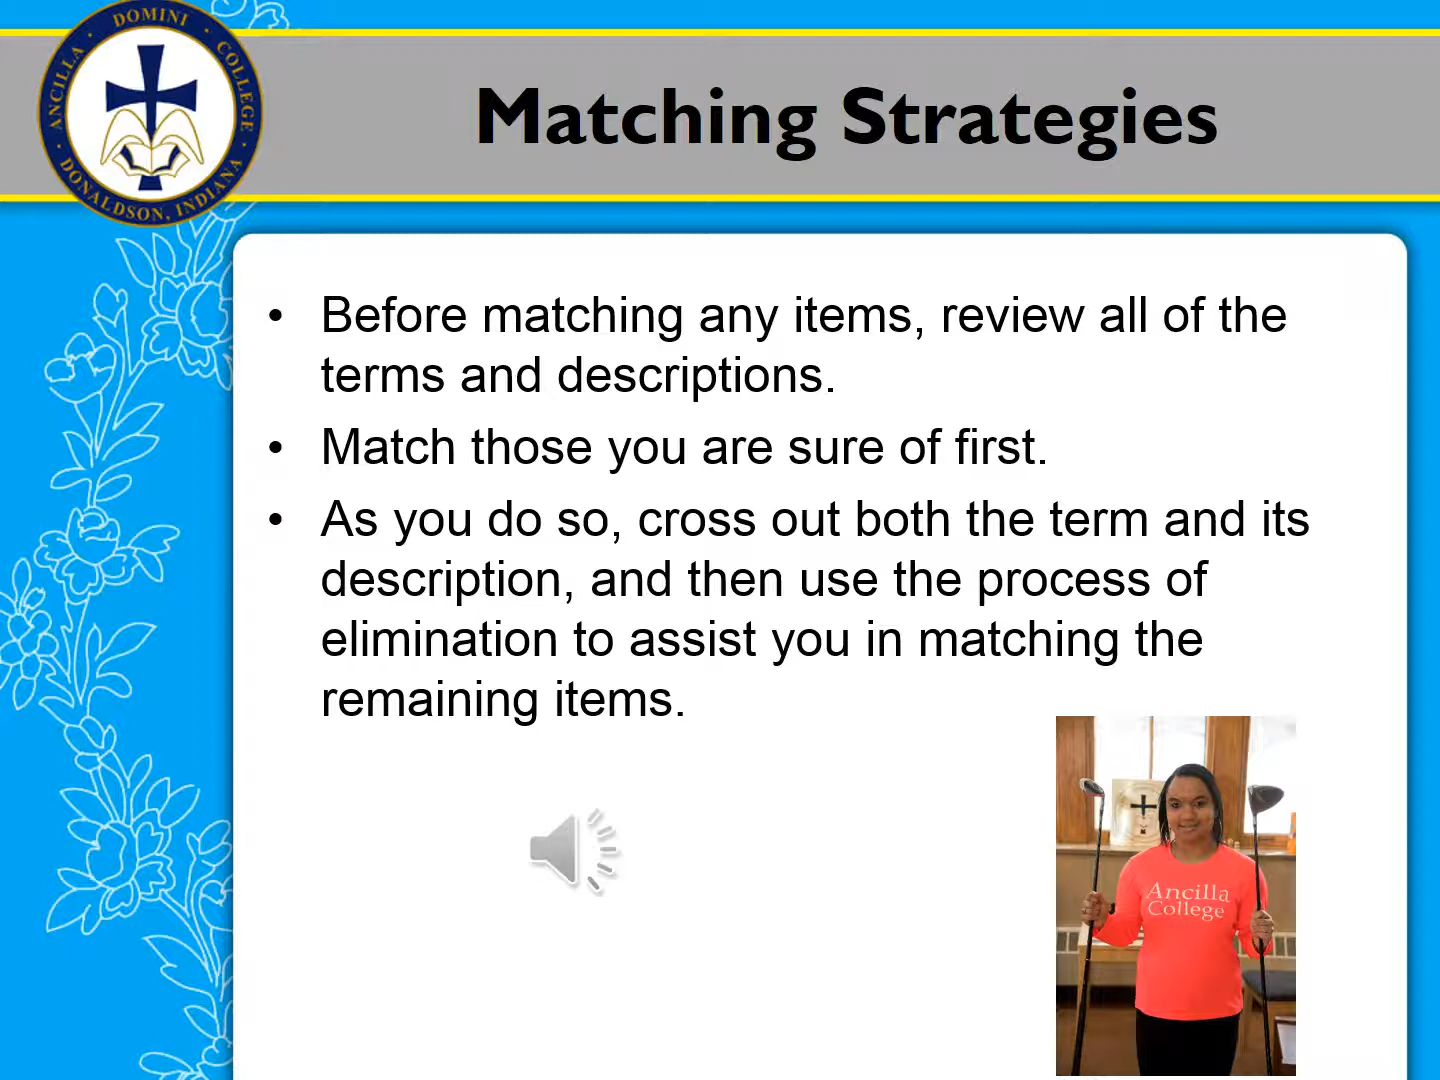 ANCILLA · DOMINI · COLLEGE ·
· DONALDSON, INDIANA
Matching Strategies
• Before matching any items, review all of the
terms and descriptions.
• Match those you are sure of first.
• As you do so, cross out both the term and its
description, and then use the process of
elimination to assist you in matching the
remaining items.
Ancilla
College